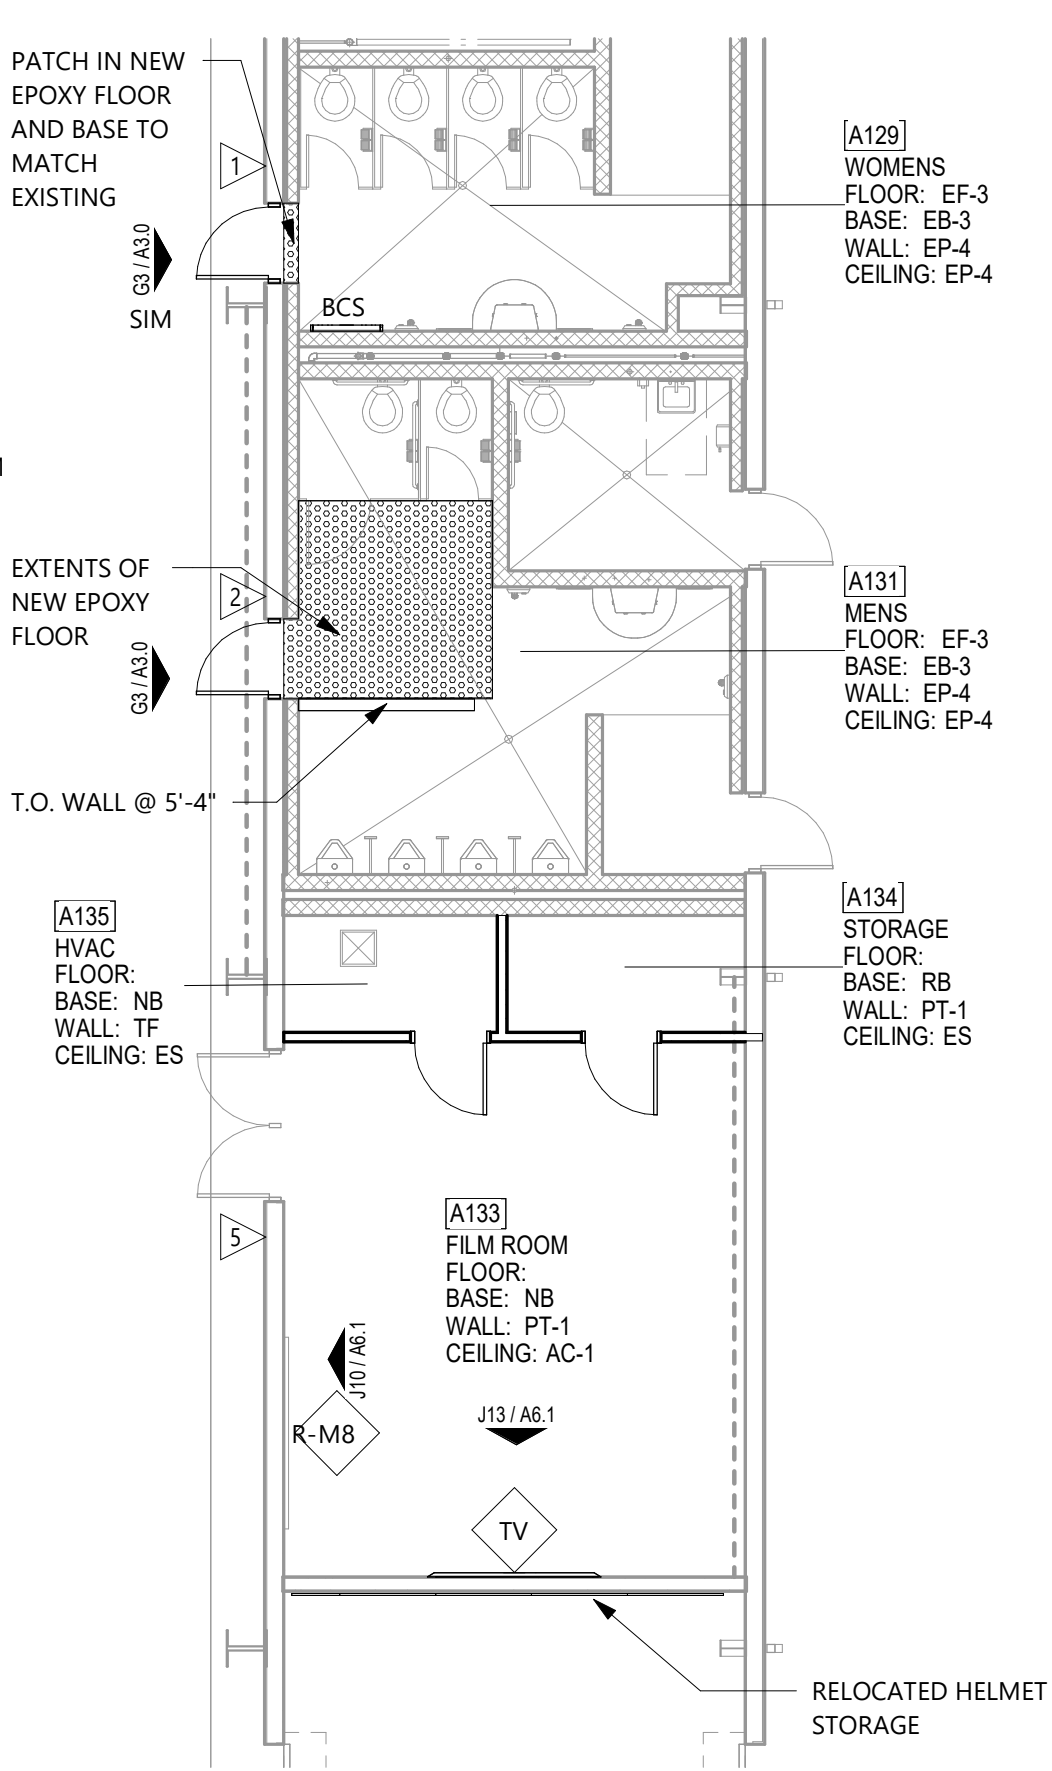 PATCH IN NEW
EPOXY FLOOR
AND BASE TO
MATCH
EXISTING
1
G3 / A3.0
SIM
BCS
A129
WOMENS
FLOOR: EF-3
BASE: EB-3
WALL: EP-4
CEILING: EP-4
EXTENTS OF
NEW EPOXY
FLOOR
2
G3 / A3.0
A131
MENS
FLOOR: EF-3
BASE: EB-3
WALL: EP-4
CEILING: EP-4
T.O. WALL @ 5'-4"
A135
HVAC
FLOOR:
BASE: NB
WALL: TF
CEILING: ES
A134
STORAGE
FLOOR:
BASE: RB
WALL: PT-1
CEILING: ES
5
A133
FILM ROOM
FLOOR:
BASE: NB
WALL: PT-1
CEILING: AC-1
J10 / A6.1
R-M8
J13 / A6.1
TV
RELOCATED HELMET
STORAGE